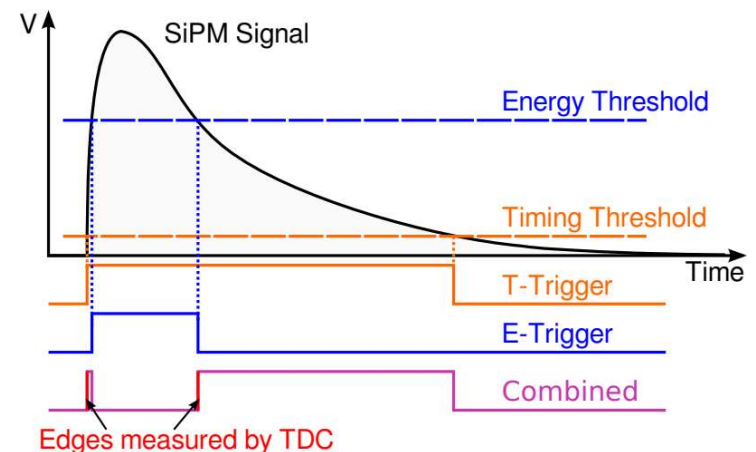 V
SiPM Signal
Energy Threshold
Timing Threshold
Time
T-Trigger
E-Trigger
Combined
Edges measured by TDC